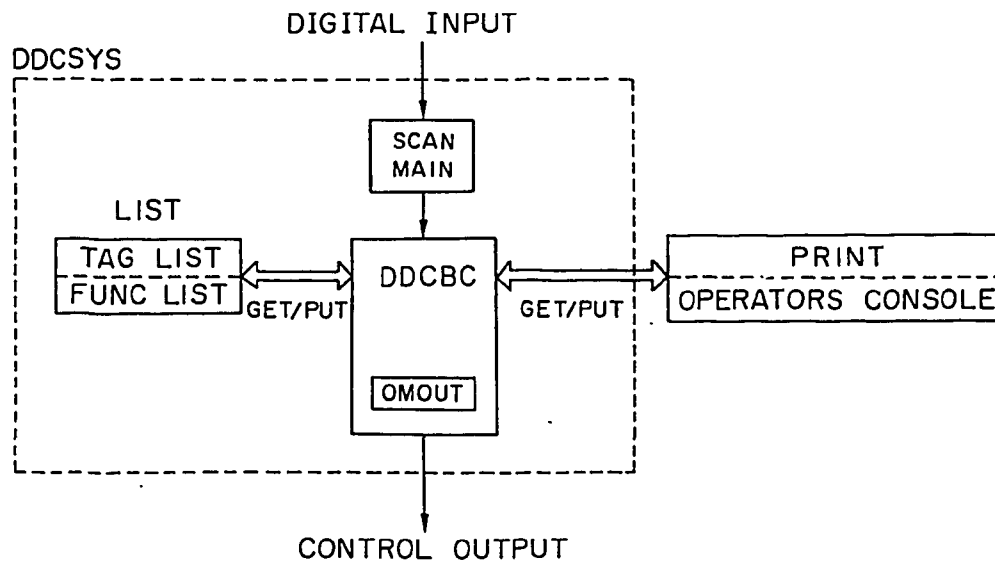 DIGITAL INPUT
DDCSYS
SCAN
MAIN
LIST
TAG LIST
FUNC LIST
GET/PUT
DDCBC
OMOUT
GET/PUT
PRINT
OPERATORS CONSOLE
CONTROL OUTPUT